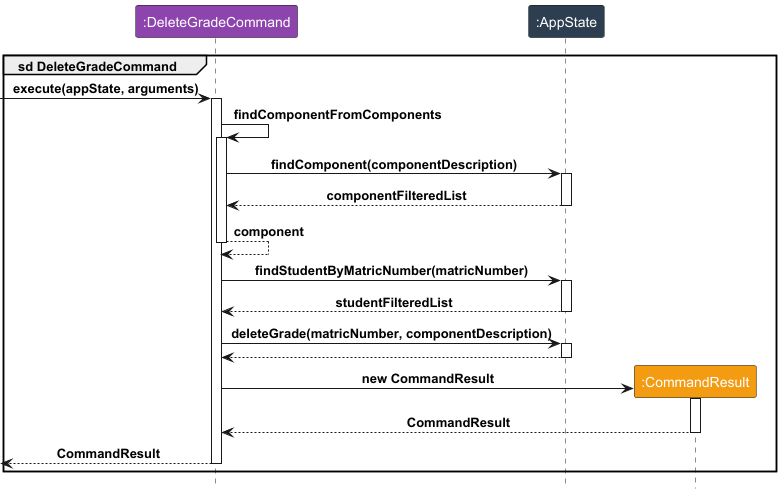 :DeleteGradeCommand
:AppState
sd DeleteGradeCommand
execute(appState, arguments)
findComponentFromComponents
findComponent(componentDescription)
componentFilteredList
component
findStudentByMatricNumber(matricNumber)
studentFilteredList
deleteGrade(matricNumber, componentDescription)
new CommandResult
:CommandResult
CommandResult
CommandResult